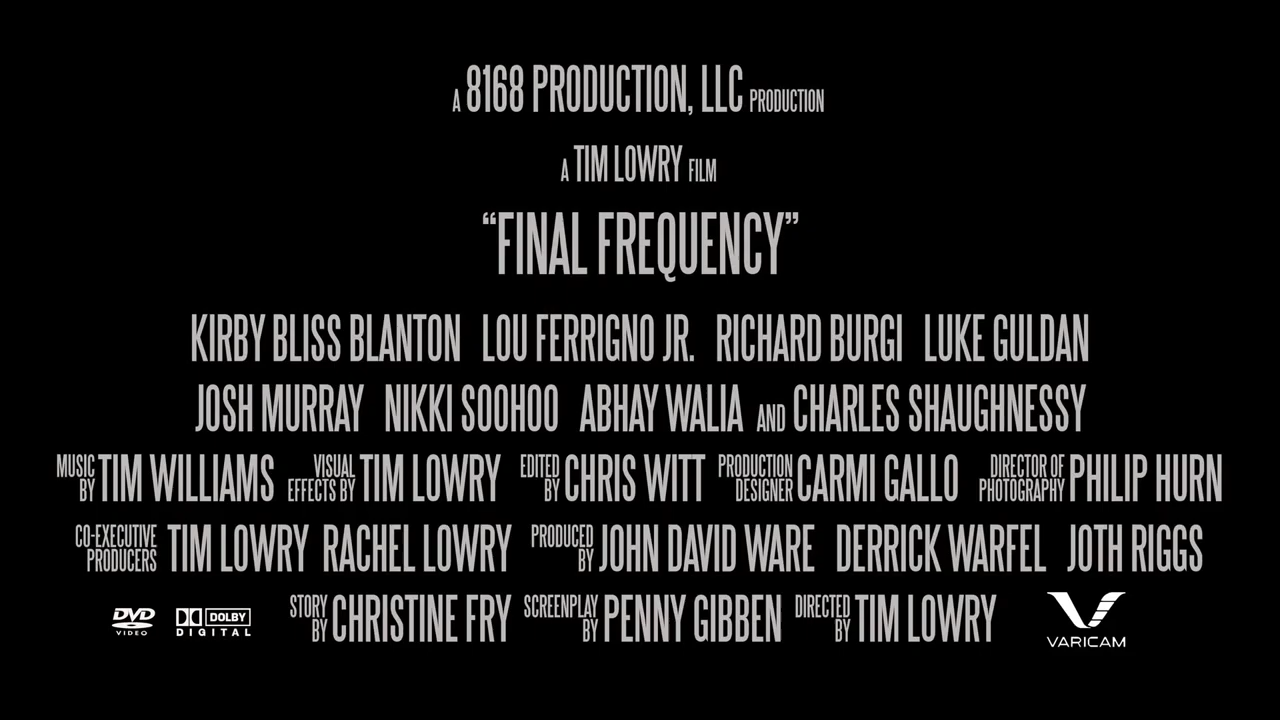 A 8168 PRODUCTION, LLC PRODUCTION
A TIM LOWRY FILM
“FINAL FREQUENCY”
KIRBY BLISS BLANTON LOU FERRIGNO JR. RICHARD BURGI LUKE GULDAN
JOSH MURRAY NIKKI SOOHOO ABHAY WALIA AND CHARLES SHAUGHNESSY
MUSIC BY TIM WILLIAMS VISUAL EFFECTS BY TIM LOWRY EDITED BY CHRIS WITT PRODUCTION DESIGNER CARMI GALLO DIRECTOR OF PHOTOGRAPHY PHILIP HURN
CO-EXECUTIVE PRODUCERS TIM LOWRY RACHEL LOWRY PRODUCED BY JOHN DAVID WARE DERRICK WARFEL JOTH RIGGS
DVD VIDEO DOLBY DIGITAL STORY BY CHRISTINE FRY SCREENPLAY BY PENNY GIBBEN DIRECTED BY TIM LOWRY VARICAM